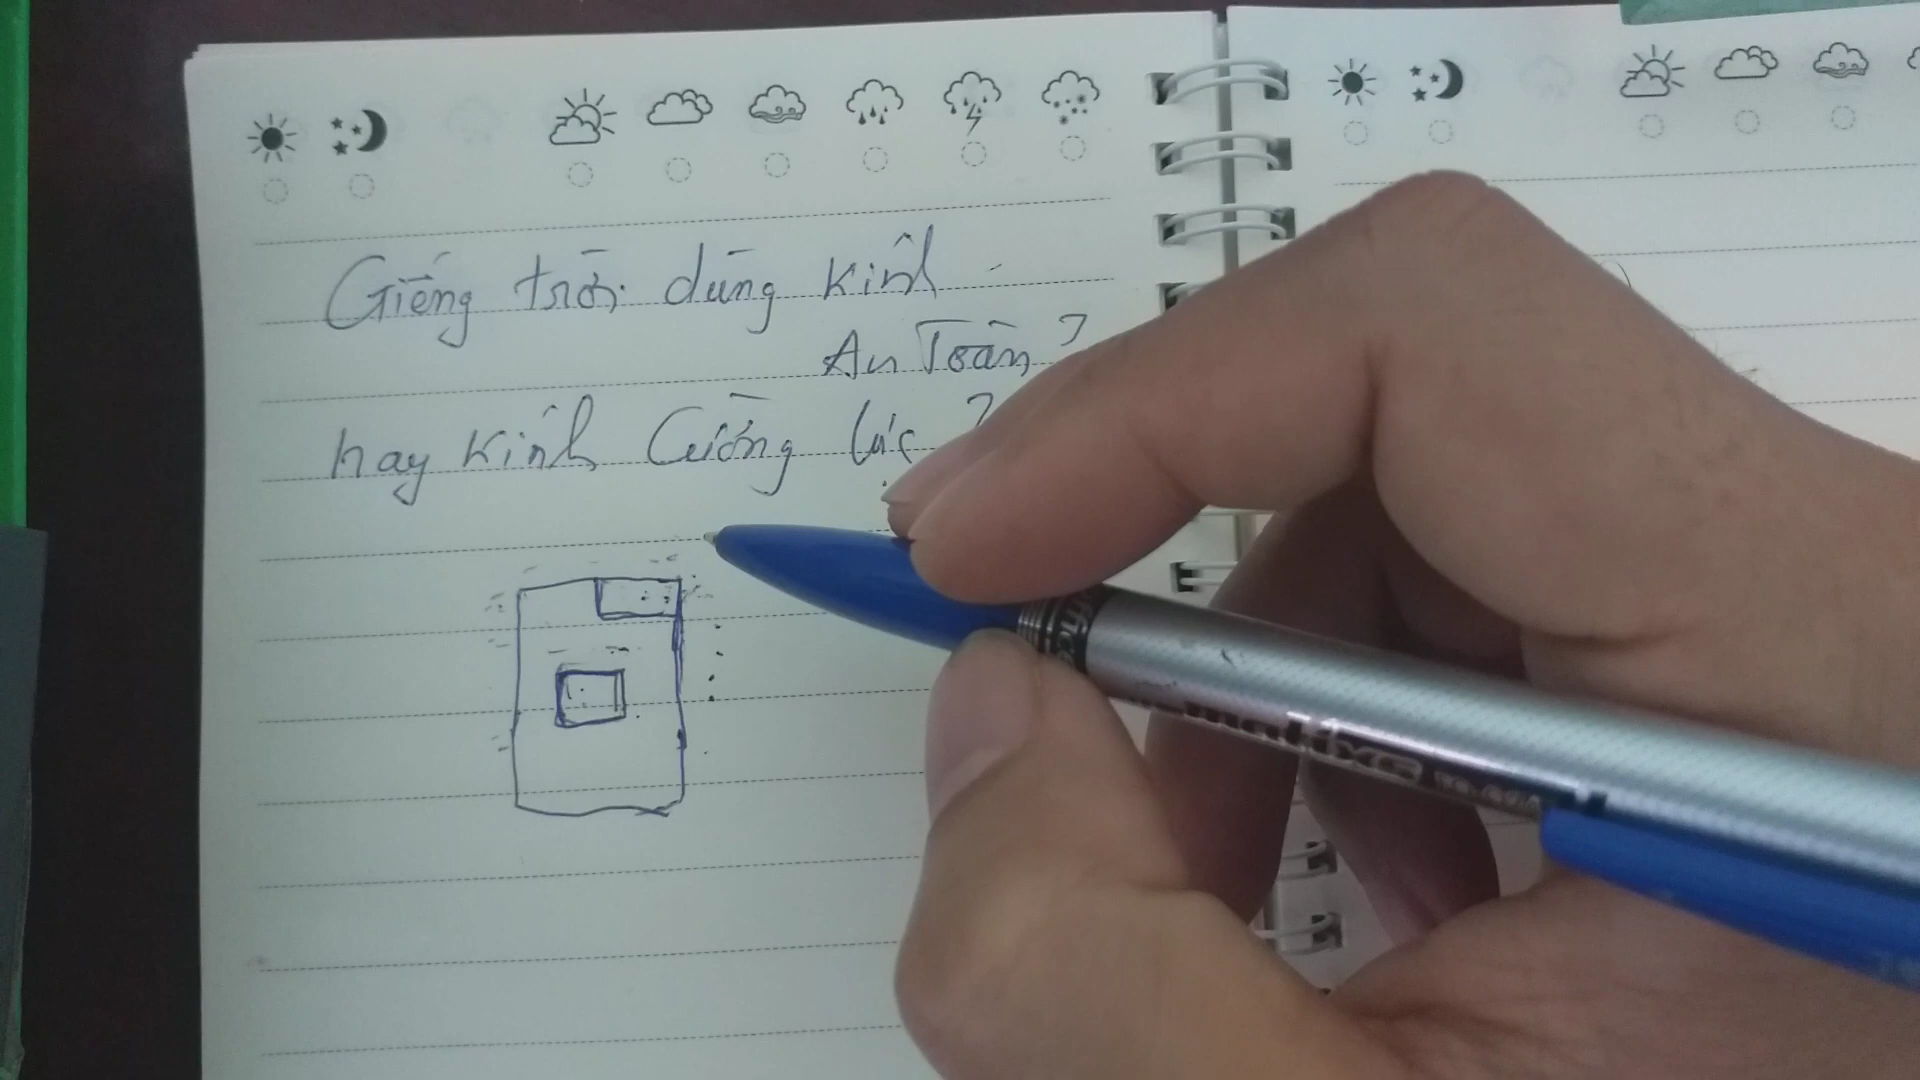 Giếng trời dùng kính
An Toàn?
hay kính Cường lực?